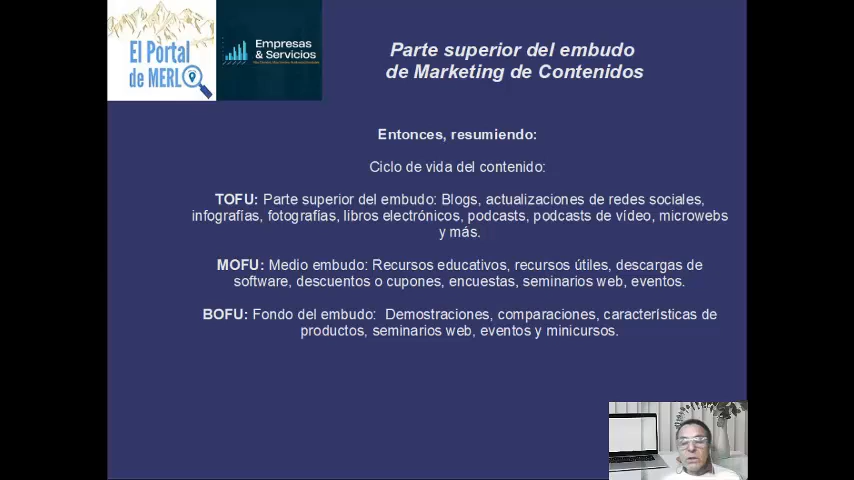 El Portal
de MERLO
Empresas
& Servicios
Parte superior del embudo
de Marketing de Contenidos
Entonces, resumiendo:
Ciclo de vida del contenido:
TOFU: Parte superior del embudo: Blogs, actualizaciones de redes sociales,
infografías, fotografías, libros electrónicos, podcasts, podcasts de vídeo, microwebs
y más.
MOFU: Medio embudo: Recursos educativos, recursos útiles, descargas de
software, descuentos o cupones, encuestas, seminarios web, eventos.
BOFU: Fondo del embudo: Demostraciones, comparaciones, características de
productos, seminarios web, eventos y minicursos.